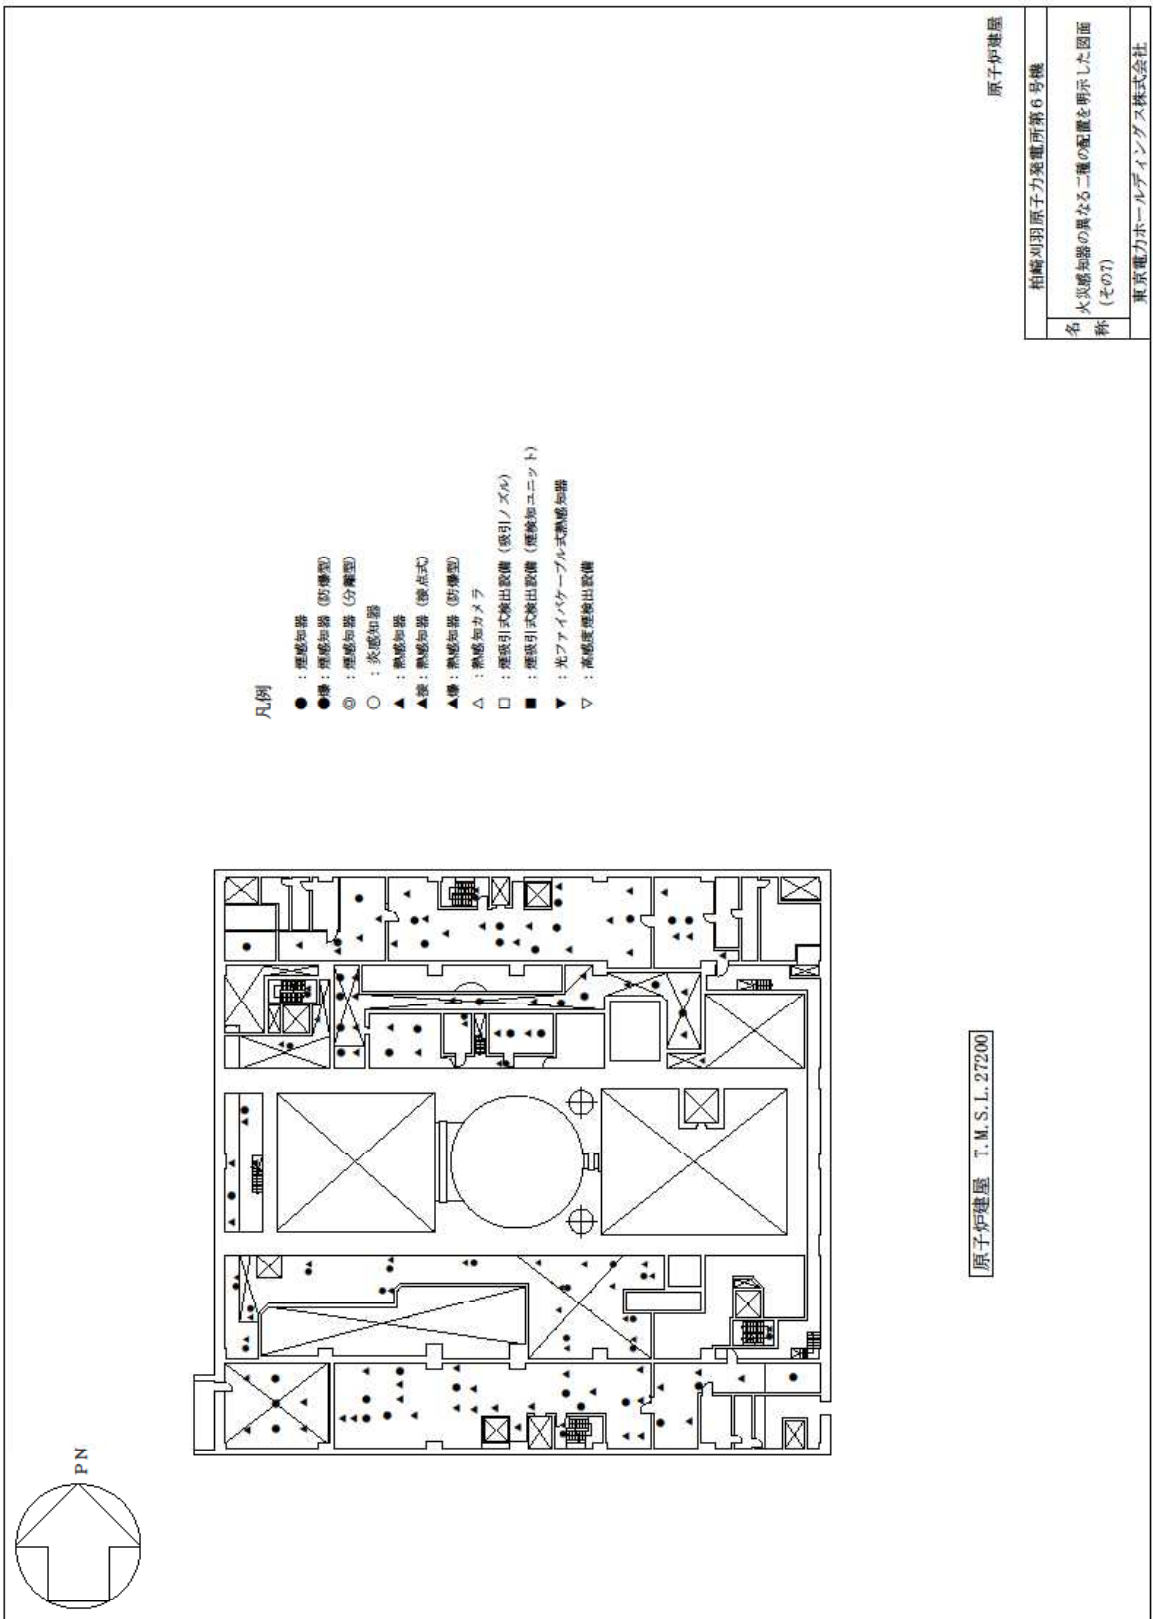 PN
凡例
● ：煙感知器
●爆：煙感知器（防爆型）
◎ ：煙感知器（分離型）
○ ：炎感知器
▲ ：熱感知器
▲接：熱感知器（接点式）
▲爆：熱感知器（防爆型）
△ ：熱感知カメラ
□ ：煙吸引式検出設備（吸引ノズル）
■ ：煙吸引式検出設備（煙検知ユニット）
▼ ：光ファイバケーブル式熱感知器
▽ ：高感度煙検出設備
原子炉建屋 T.M.S.L.27200
原子炉建屋
柏崎刈羽原子力発電所第６号機
名称
火災感知器の異なる二種の配置を明示した図面
(その7)
東京電力ホールディングス株式会社